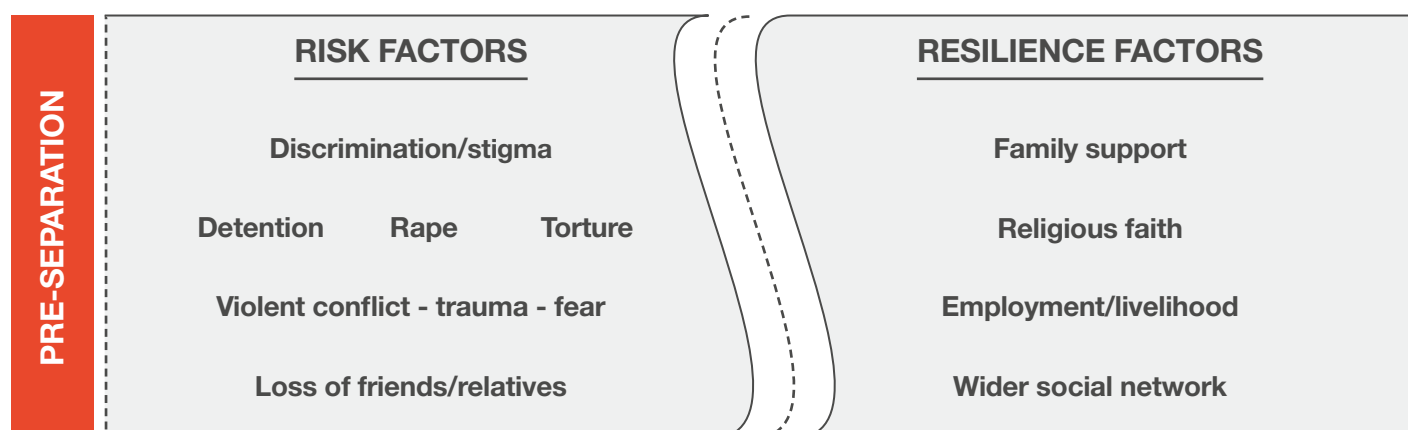 PRE-SEPARATION
RISK FACTORS
Discrimination/stigma
Detention Rape Torture
Violent conflict - trauma - fear
Loss of friends/relatives
RESILIENCE FACTORS
Family support
Religious faith
Employment/livelihood
Wider social network